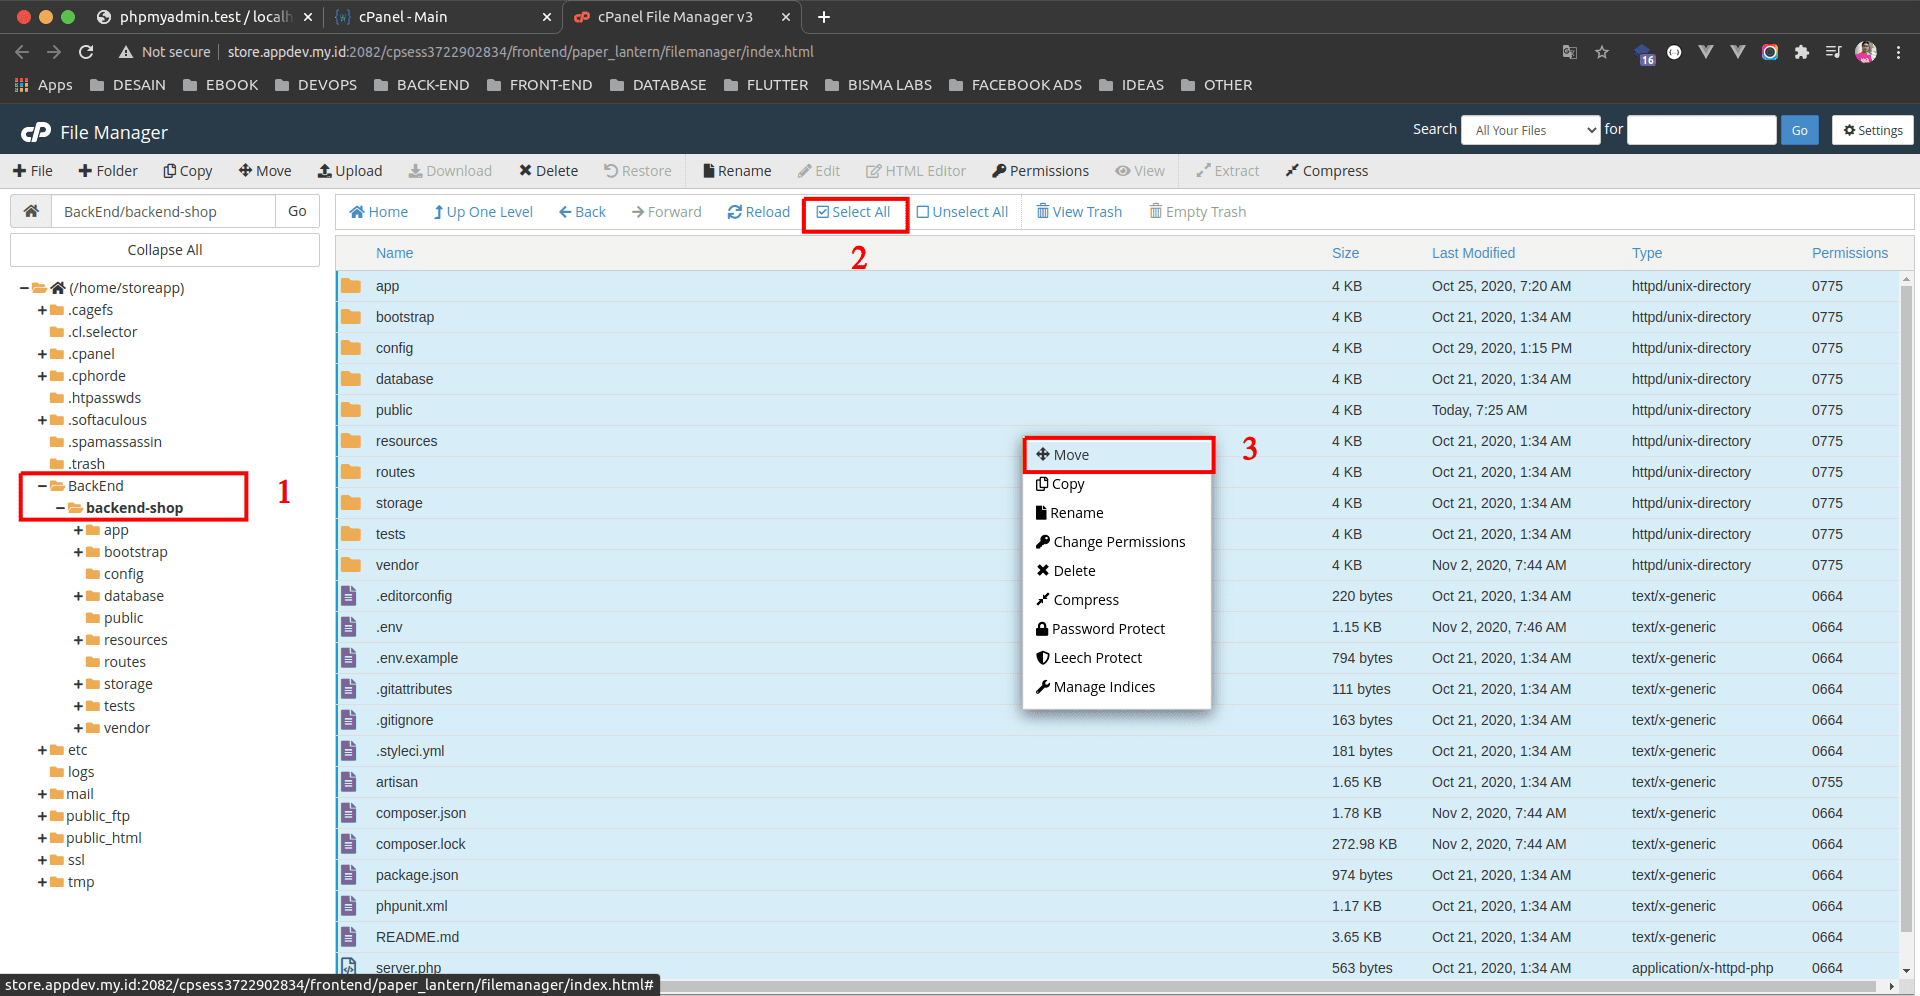 phpmyadmin.test / localh
cPanel - Main
cPanel File Manager v3
Not secure
store.appdev.my.id:2082/cpsess3722902834/frontend/paper_lantern/filemanager/index.html
16
Apps
DESAIN
EBOOK
DEVOPS
BACK-END
FRONT-END
DATABASE
FLUTTER
BISMA LABS
FACEBOOK ADS
IDEAS
OTHER
cP File Manager
Search
All Your Files
for
Go
Settings
File
Folder
Copy
Move
Upload
Download
Delete
Restore
Rename
Edit
HTML Editor
Permissions
View
Extract
Compress
BackEnd/backend-shop
Go
Collapse All
(/home/storeapp)
.cagefs
.cl.selector
.cpanel
.cphorde
.htpasswds
.softaculous
.spamassassin
.trash
BackEnd
1
backend-shop
app
bootstrap
config
database
public
resources
routes
storage
tests
vendor
etc
logs
mail
public_ftp
public_html
ssl
tmp
Home
Up One Level
Back
Forward
Reload
Select All
Unselect All
View Trash
Empty Trash
2
Name Size Last Modified Type Permissions
app 4 KB Oct 25, 2020, 7:20 AM httpd/unix-directory 0775
bootstrap 4 KB Oct 21, 2020, 1:34 AM httpd/unix-directory 0775
config 4 KB Oct 29, 2020, 1:15 PM httpd/unix-directory 0775
database 4 KB Oct 21, 2020, 1:34 AM httpd/unix-directory 0775
public 4 KB Today, 7:25 AM httpd/unix-directory 0775
resources 4 KB Oct 21, 2020, 1:34 AM httpd/unix-directory 0775
routes 4 KB Oct 21, 2020, 1:34 AM httpd/unix-directory 0775
storage 4 KB Oct 21, 2020, 1:34 AM httpd/unix-directory 0775
tests 4 KB Oct 21, 2020, 1:34 AM httpd/unix-directory 0775
vendor 4 KB Nov 2, 2020, 7:44 AM httpd/unix-directory 0775
.editorconfig 220 bytes Oct 21, 2020, 1:34 AM text/x-generic 0664
.env 1.15 KB Nov 2, 2020, 7:46 AM text/x-generic 0664
.env.example 794 bytes Oct 21, 2020, 1:34 AM text/x-generic 0664
.gitattributes 111 bytes Oct 21, 2020, 1:34 AM text/x-generic 0664
.gitignore 163 bytes Oct 21, 2020, 1:34 AM text/x-generic 0664
.styleci.yml 181 bytes Oct 21, 2020, 1:34 AM text/x-generic 0664
artisan 1.65 KB Oct 21, 2020, 1:34 AM text/x-generic 0755
composer.json 1.78 KB Nov 2, 2020, 7:44 AM text/x-generic 0664
composer.lock 272.98 KB Nov 2, 2020, 7:44 AM text/x-generic 0664
package.json 974 bytes Oct 21, 2020, 1:34 AM text/x-generic 0664
phpunit.xml 1.17 KB Oct 21, 2020, 1:34 AM text/x-generic 0664
README.md 3.65 KB Oct 21, 2020, 1:34 AM text/x-generic 0664
server.php 563 bytes Oct 21, 2020, 1:34 AM application/x-httpd-php 0664
Move
3
Copy
Rename
Change Permissions
Delete
Compress
Password Protect
Leech Protect
Manage Indices
store.appdev.my.id:2082/cpsess3722902834/frontend/paper_lantern/filemanager/index.html#